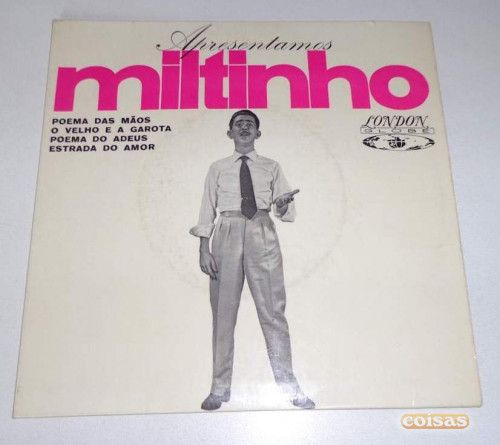 Apresentamos
miltinho
POEMA DAS MÃOS
O VELHO E A GAROTA
POEMA DO ADEUS
ESTRADA DO AMOR
LONDON
GLOBE
coisas